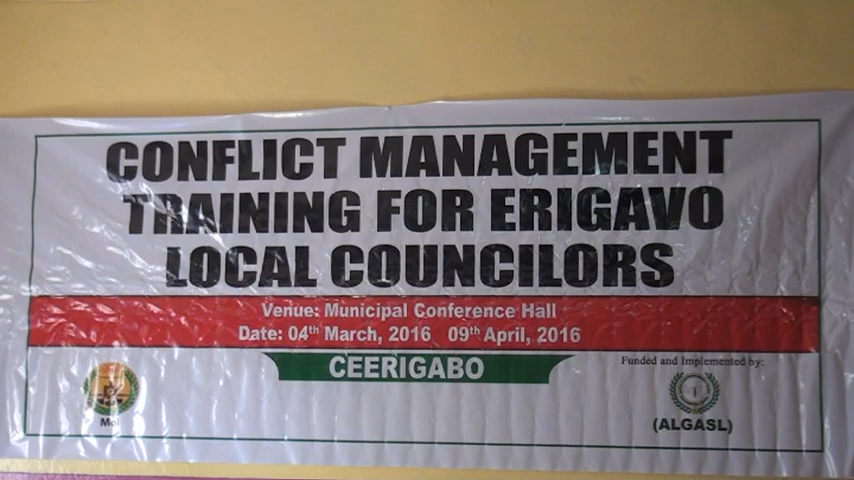 CONFLICT MANAGEMENT
TRAINING FOR ERIGAVO
LOCAL COUNCILORS
Venue: Municipal Conference Hall
Date: 04th March, 2016 09th April, 2016
CEERIGABO
Funded and Implemented by:
MoI
(ALGASL)